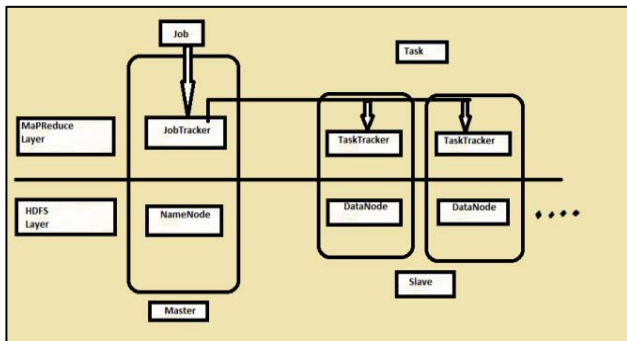 Job
Task
MaPReduce
Layer
JobTracker
TaskTracker
TaskTracker
HDFS
Layer
NameNode
DataNode
DataNode
Slave
Master